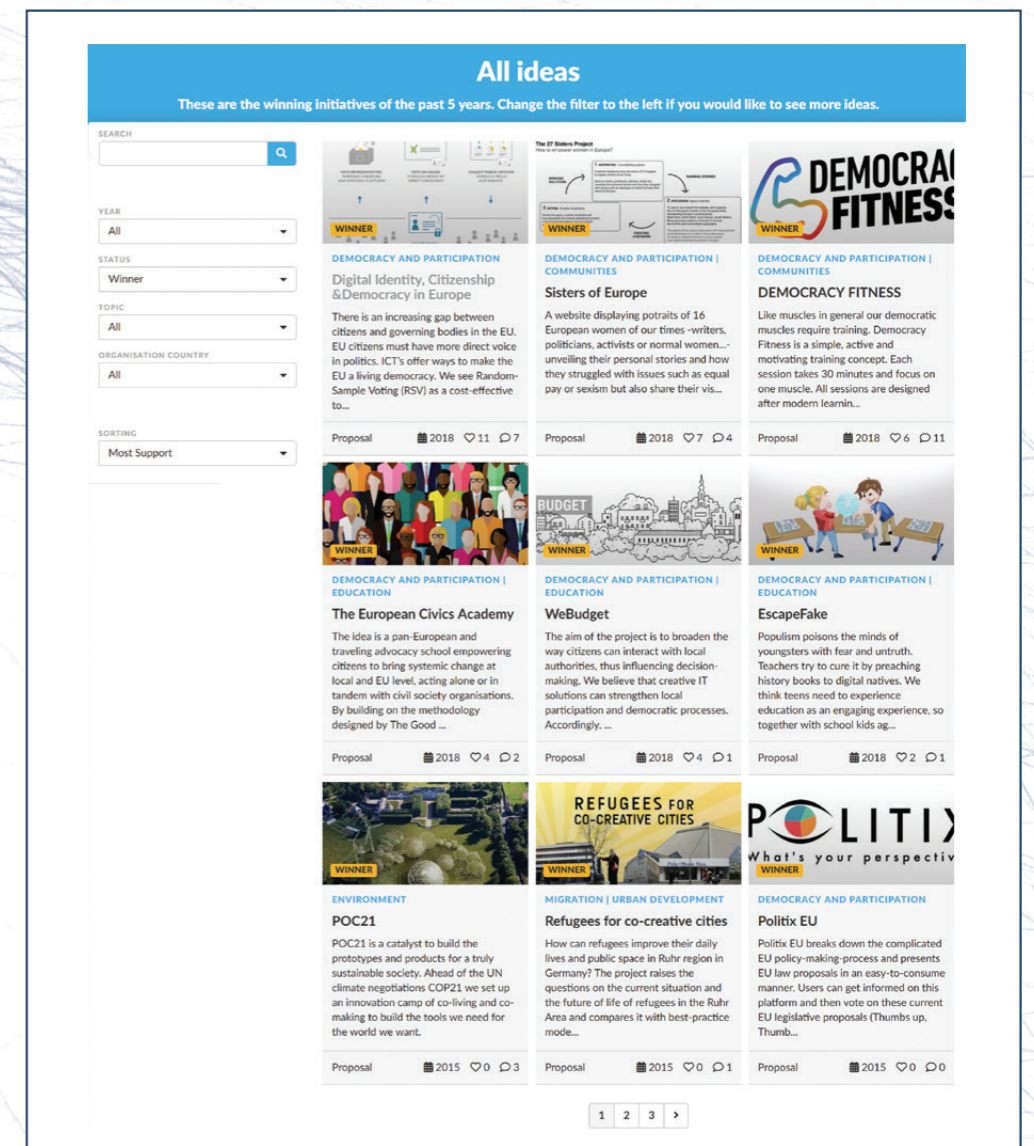 All ideas
These are the winning initiatives of the past 5 years. Change the filter to the left if you would like to see more ideas.
SEARCH
YEAR
All
STATUS
Winner
TOPIC
All
ORGANISATION COUNTRY
All
SORTING
Most Support
WINNER
DEMOCRACY AND PARTICIPATION
Digital Identity, Citizenship
&Democracy in Europe
There is an increasing gap between
citizens and governing bodies in the EU.
EU citizens must have more direct voice
in politics. ICT's offer ways to make the
EU a living democracy. We see Random-
Sample Voting (RSV) as a cost-effective
to...
Proposal 2018 11 7
The 27 Sisters Project
How to empower women in Europe?
WINNER
DEMOCRACY AND PARTICIPATION |
COMMUNITIES
Sisters of Europe
A website displaying potraits of 16
European women of our times -writers,
politicians, activists or normal women...-
unveiling their personal stories and how
they struggled with issues such as equal
pay or sexism but also share their vis...
Proposal 2018 7 4
DEMOCRA
FITNESS
WINNER
DEMOCRACY AND PARTICIPATION |
COMMUNITIES
DEMOCRACY FITNESS
Like muscles in general our democratic
muscles require training. Democracy
Fitness is a simple, active and
motivating training concept. Each
session takes 30 minutes and focus on
one muscle. All sessions are designed
after modern learnin...
Proposal 2018 6 11
WINNER
DEMOCRACY AND PARTICIPATION |
EDUCATION
The European Civics Academy
The idea is a pan-European and
traveling advocacy school empowering
citizens to bring systemic change at
local and EU level, acting alone or in
tandem with civil society organisations.
By building on the methodology
designed by The Good ...
Proposal 2018 4 2
BUDGET
WINNER
DEMOCRACY AND PARTICIPATION |
EDUCATION
WeBudget
The aim of the project is to broaden the
way citizens can interact with local
authorities, thus influencing decision-
making. We believe that creative IT
solutions can strengthen local
participation and democratic processes.
Accordingly, ...
Proposal 2018 4 1
WINNER
DEMOCRACY AND PARTICIPATION |
EDUCATION
EscapeFake
Populism poisons the minds of
youngsters with fear and untruth.
Teachers try to cure it by preaching
history books to digital natives. We
think teens need to experience
education as an engaging experience, so
together with school kids ag...
Proposal 2018 2 1
WINNER
ENVIRONMENT
POC21
POC21 is a catalyst to build the
prototypes and products for a truly
sustainable society. Ahead of the UN
climate negotiations COP21 we set up
an innovation camp of co-living and co-
making to build the tools we need for
the world we want.
Proposal 2015 0 3
REFUGEES FOR
CO-CREATIVE CITIES
WINNER
MIGRATION | URBAN DEVELOPMENT
Refugees for co-creative cities
How can refugees improve their daily
lives and public space in Ruhr region in
Germany? The project raises the
questions on the current situation and
the future of life of refugees in the Ruhr
Area and compares it with best-practice
mode...
Proposal 2015 0 1
POLITIX
What's your perspectiv
WINNER
DEMOCRACY AND PARTICIPATION
Politix EU
Politix EU breaks down the complicated
EU policy-making-process and presents
EU law proposals in an easy-to-consume
manner. Users can get informed on this
platform and then vote on these current
EU legislative proposals (Thumbs up,
Thumb...
Proposal 2015 0 0
1 2 3 >